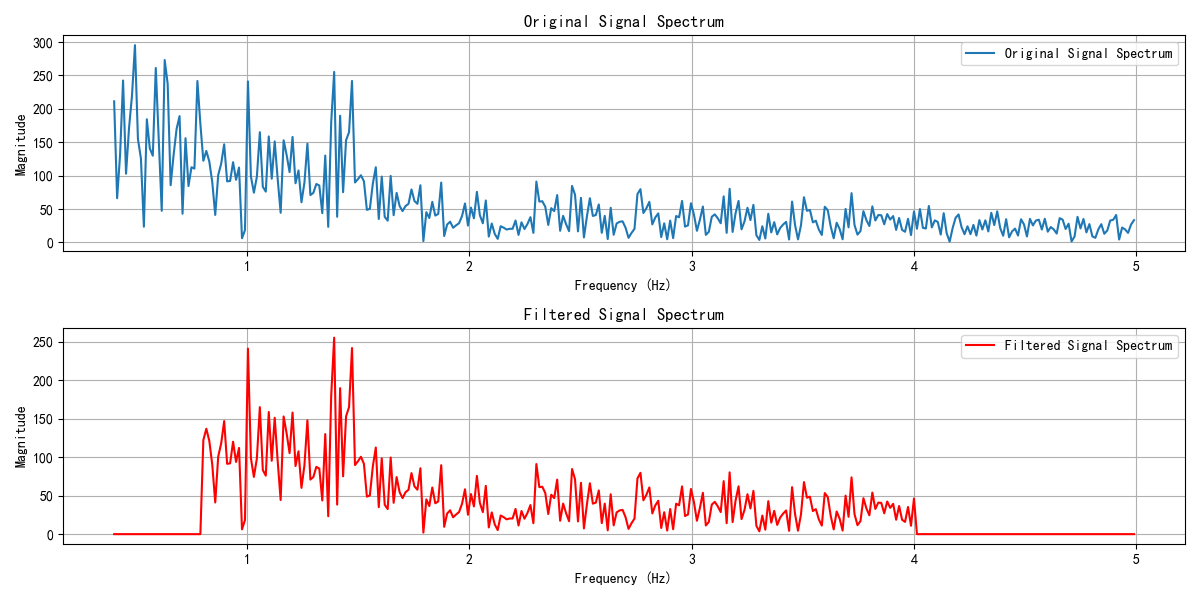 Original Signal Spectrum
Original Signal Spectrum
Magnitude
300
250
200
150
100
50
0
1
2
3
4
5
Frequency (Hz)
Filtered Signal Spectrum
Filtered Signal Spectrum
Magnitude
250
200
150
100
50
0
1
2
3
4
5
Frequency (Hz)